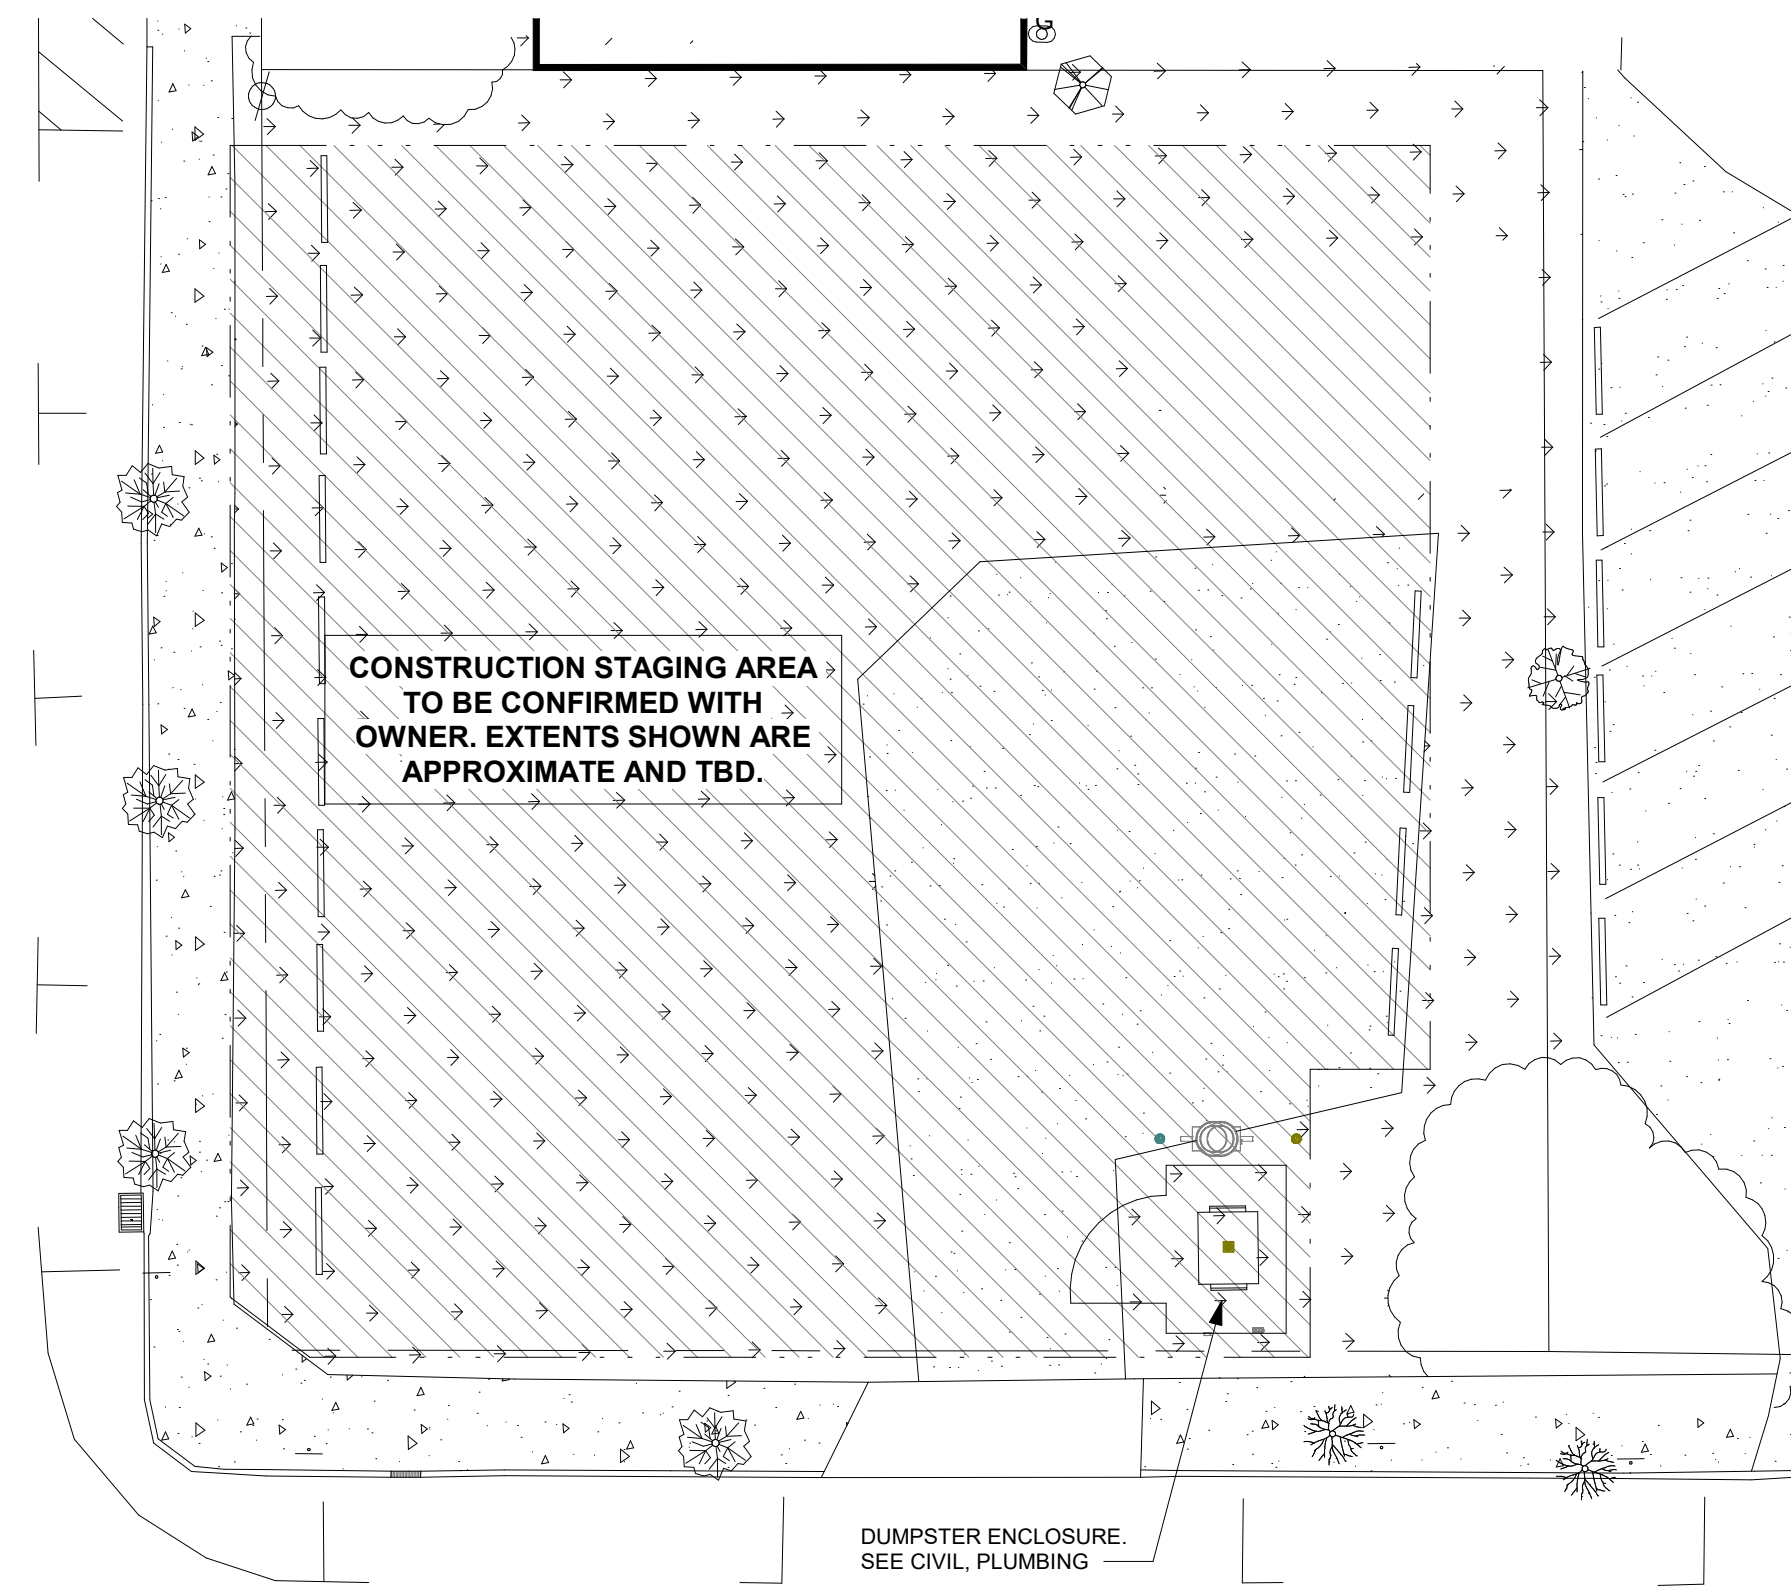 G
CONSTRUCTION STAGING AREA
TO BE CONFIRMED WITH
OWNER. EXTENTS SHOWN ARE
APPROXIMATE AND TBD.
DUMPSTER ENCLOSURE.
SEE CIVIL, PLUMBING